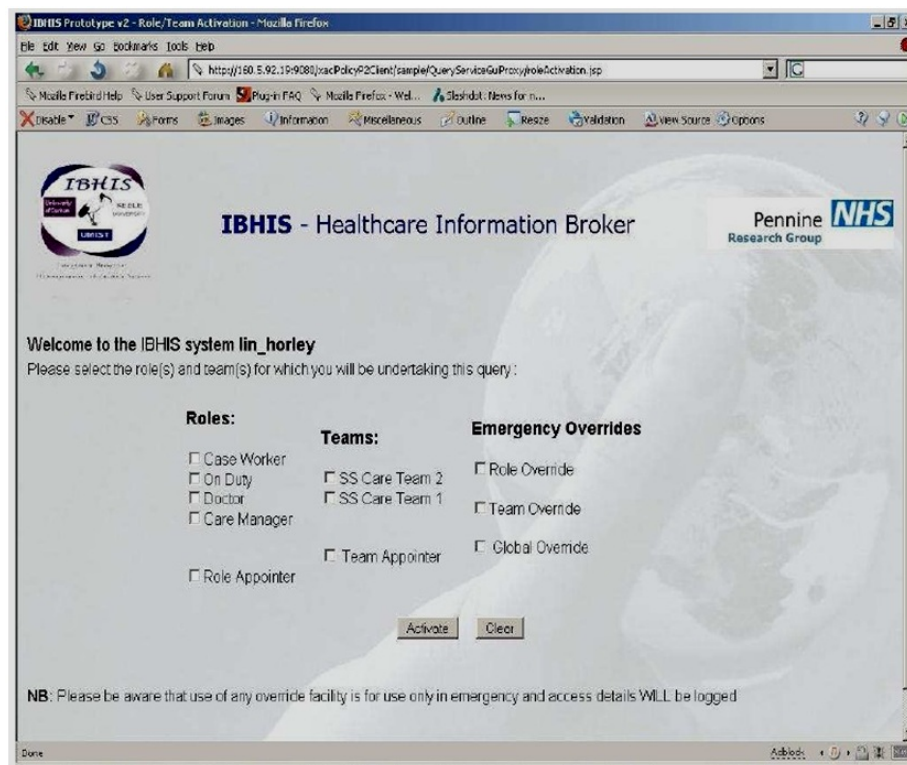 IBHIS Prototype v2 - Role/Team Activation - Mozilla Firefox
File Edit View Go Bookmarks Tools Help
http://160.5.92.19:9080/xacPolicyP2Client/sample/QueryServiceGuiProxy/roleActivation.jsp
Mozilla Firebird Help User Support Forum Plug-in FAQ Mozilla Firefox - Wel... Slashdot: News for n...
Disable CSS Forms Images Information Miscellaneous Outline Resize Validation View Source Options
IBHIS
KEELE
UMIST
IBHIS - Healthcare Information Broker
Pennine NHS
Research Group
Welcome to the IBHIS system lin_horley
Please select the role(s) and team(s) for which you will be undertaking this query :
Roles:
Case Worker
On Duty
Doctor
Care Manager
Role Appointer
Teams:
SS Care Team 2
SS Care Team 1
Team Appointer
Emergency Overrides
Role Override
Team Override
Global Override
Activate Clear
NB: Please be aware that use of any override facility is for use only in emergency and access details WILL be logged
Done Adblock